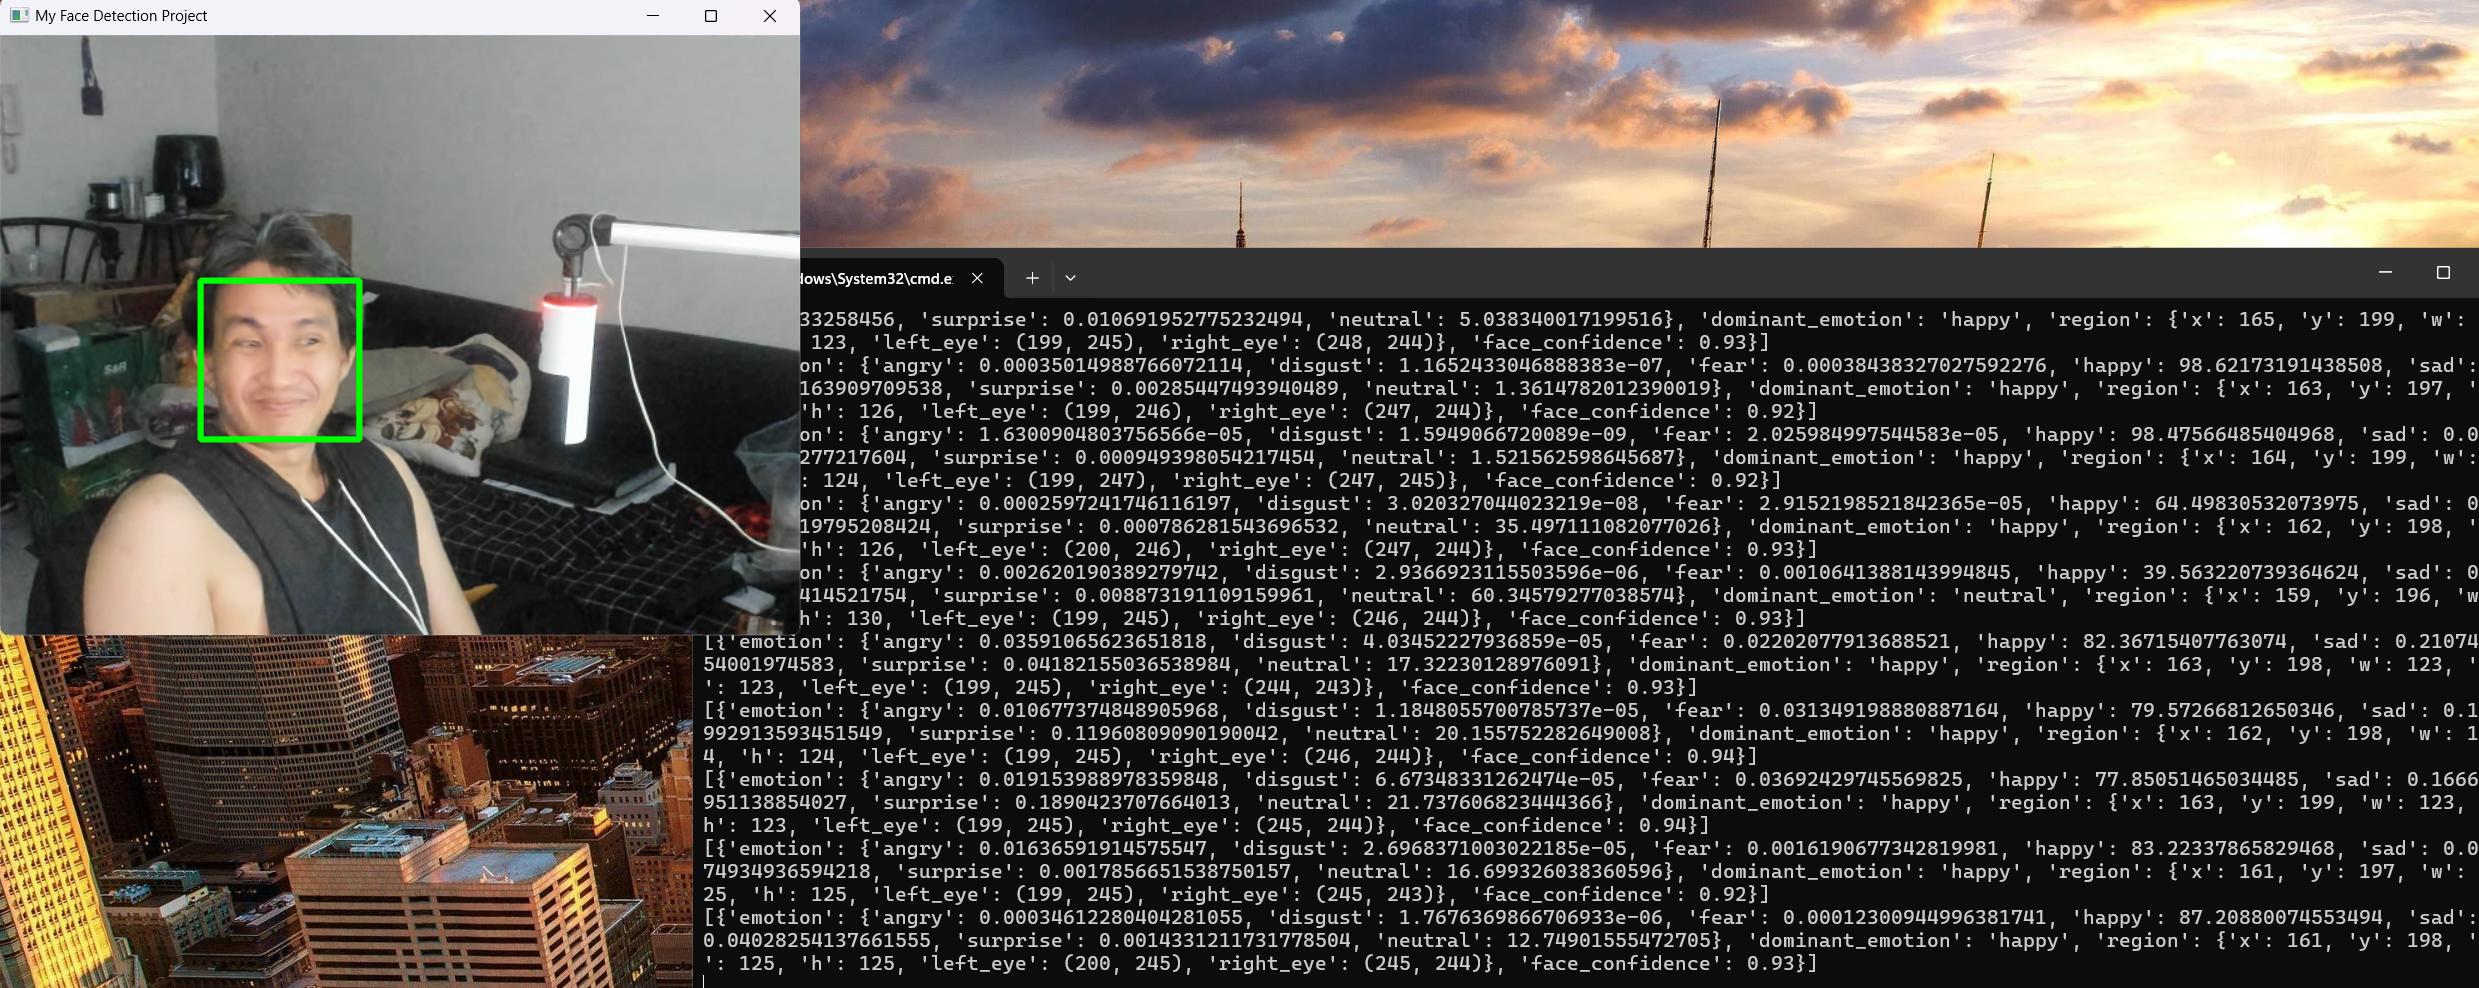 My Face Detection Project
S&R
dows\System32\cmd.e
33258456, 'surprise': 0.010691952775232494, 'neutral': 5.038340017199516}, 'dominant_emotion': 'happy', 'region': {'x': 165, 'y': 199, 'w':
123, 'left_eye': (199, 245), 'right_eye': (248, 244)}, 'face_confidence': 0.93}]
on': {'angry': 0.00035014988766072114, 'disgust': 1.1652433046888383e-07, 'fear': 0.00038438327027592276, 'happy': 98.62173191438508, 'sad':
163909709538, 'surprise': 0.00285447493940489, 'neutral': 1.3614782012390019}, 'dominant_emotion': 'happy', 'region': {'x': 163, 'y': 197, '
'h': 126, 'left_eye': (199, 246), 'right_eye': (247, 244)}, 'face_confidence': 0.92}]
on': {'angry': 1.6300904803756566e-05, 'disgust': 1.5949066720089e-09, 'fear': 2.025984997544583e-05, 'happy': 98.47566485404968, 'sad': 0.0
277217604, 'surprise': 0.000949398054217454, 'neutral': 1.521562598645687}, 'dominant_emotion': 'happy', 'region': {'x': 164, 'y': 199, 'w':
: 124, 'left_eye': (199, 247), 'right_eye': (247, 245)}, 'face_confidence': 0.92}]
on': {'angry': 0.0002597241746116197, 'disgust': 3.020327044023219e-08, 'fear': 2.9152198521842365e-05, 'happy': 64.49830532073975, 'sad': 0
19795208424, 'surprise': 0.000786281543696532, 'neutral': 35.497111082077026}, 'dominant_emotion': 'happy', 'region': {'x': 162, 'y': 198, '
'h': 126, 'left_eye': (200, 246), 'right_eye': (247, 244)}, 'face_confidence': 0.93}]
on': {'angry': 0.002620190389279742, 'disgust': 2.9366923115503596e-06, 'fear': 0.0010641388143994845, 'happy': 39.563220739364624, 'sad': 0
414521754, 'surprise': 0.008873191109159961, 'neutral': 60.34579277038574}, 'dominant_emotion': 'neutral', 'region': {'x': 159, 'y': 196, 'w
h': 130, 'left_eye': (199, 245), 'right_eye': (246, 244)}, 'face_confidence': 0.93}]
[{'emotion': {'angry': 0.03591065623651818, 'disgust': 4.03452227936859e-05, 'fear': 0.02202077913688521, 'happy': 82.36715407763074, 'sad': 0.21074
54001974583, 'surprise': 0.04182155036538984, 'neutral': 17.32230128976091}, 'dominant_emotion': 'happy', 'region': {'x': 163, 'y': 198, 'w': 123, '
': 123, 'left_eye': (199, 245), 'right_eye': (244, 243)}, 'face_confidence': 0.93}]
[{'emotion': {'angry': 0.010677374848905968, 'disgust': 1.1848055700785737e-05, 'fear': 0.031349198880887164, 'happy': 79.57266812650346, 'sad': 0.1
992913593451549, 'surprise': 0.11960809090190042, 'neutral': 20.155752282649008}, 'dominant_emotion': 'happy', 'region': {'x': 162, 'y': 198, 'w': 1
4, 'h': 124, 'left_eye': (199, 245), 'right_eye': (246, 244)}, 'face_confidence': 0.94}]
[{'emotion': {'angry': 0.019153988978359848, 'disgust': 6.67348331262474e-05, 'fear': 0.03692429745569825, 'happy': 77.85051465034485, 'sad': 0.1666
951138854027, 'surprise': 0.1890423707664013, 'neutral': 21.737606823444366}, 'dominant_emotion': 'happy', 'region': {'x': 163, 'y': 199, 'w': 123,
h': 123, 'left_eye': (199, 245), 'right_eye': (245, 244)}, 'face_confidence': 0.94}]
[{'emotion': {'angry': 0.01636591914575547, 'disgust': 2.6968371003022185e-05, 'fear': 0.0016190677342819981, 'happy': 83.22337865829468, 'sad': 0.0
74934936594218, 'surprise': 0.0017856651538750157, 'neutral': 16.699326038360596}, 'dominant_emotion': 'happy', 'region': {'x': 161, 'y': 197, 'w':
25, 'h': 125, 'left_eye': (199, 245), 'right_eye': (245, 243)}, 'face_confidence': 0.92}]
[{'emotion': {'angry': 0.00034612280404281055, 'disgust': 1.7676369866706933e-06, 'fear': 0.00012300944996381741, 'happy': 87.20880074553494, 'sad':
0.04028254137661555, 'surprise': 0.0014331211731778504, 'neutral': 12.74901555472705}, 'dominant_emotion': 'happy', 'region': {'x': 161, 'y': 198, '
': 125, 'h': 125, 'left_eye': (200, 245), 'right_eye': (245, 244)}, 'face_confidence': 0.93}]